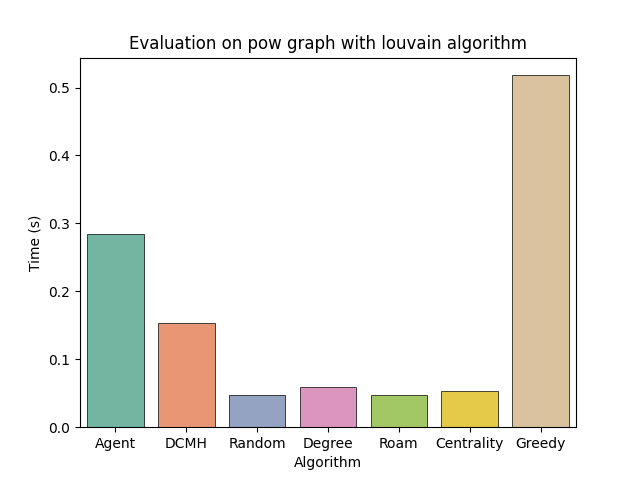 Evaluation on pow graph with louvain algorithm
Time (s)
0.5
0.4
0.3
0.2
0.1
0.0
Agent DCMH Random Degree Roam Centrality Greedy
Algorithm